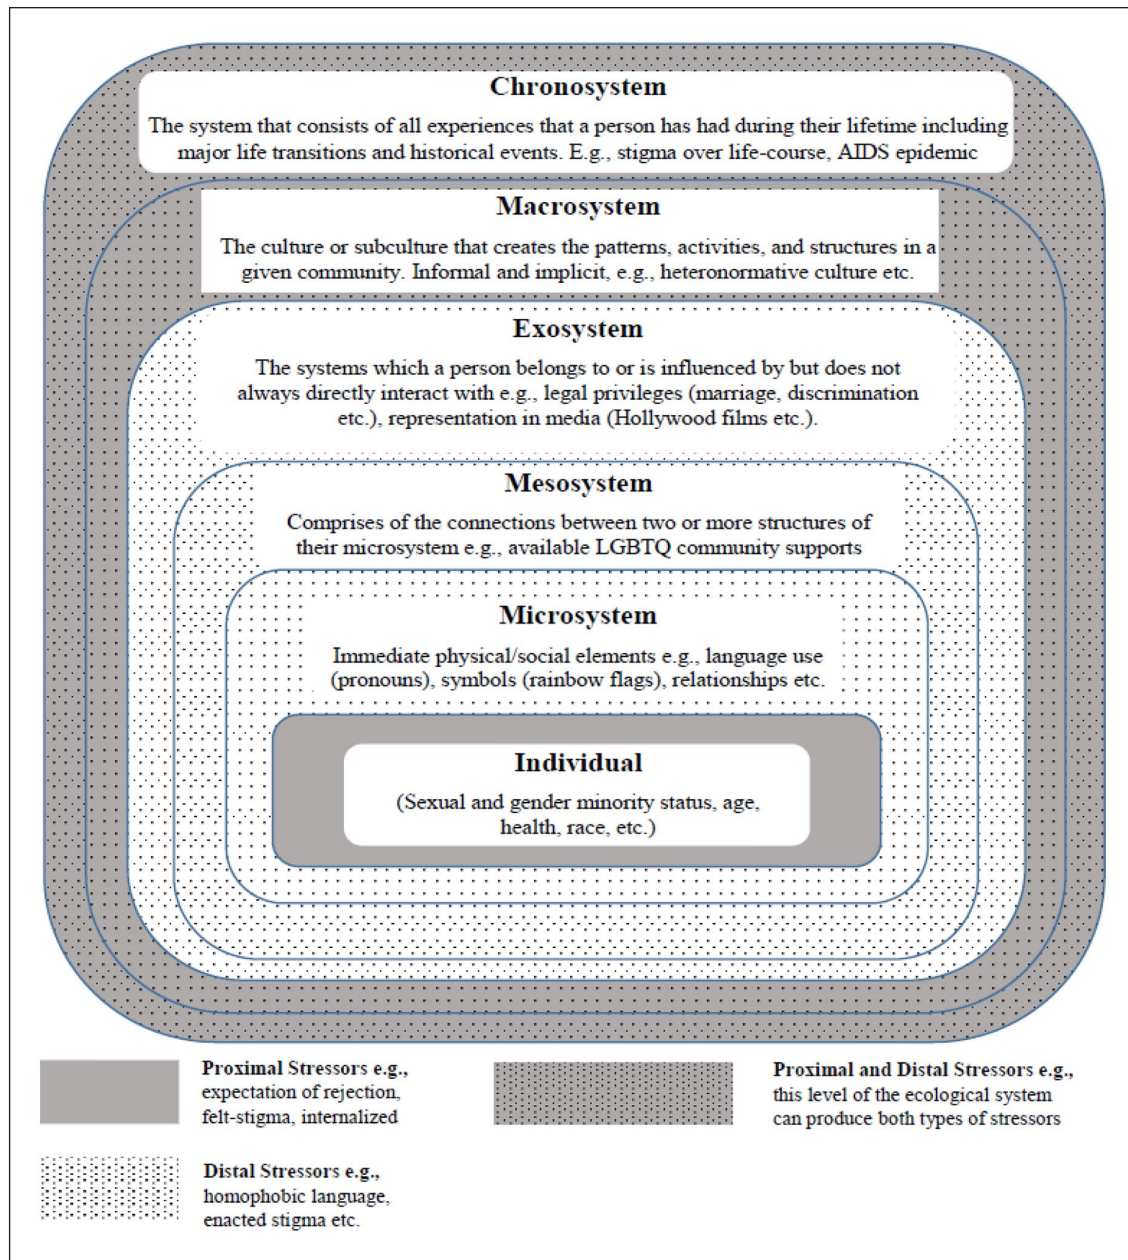 Chronosystem
The system that consists of all experiences that a person has had during their lifetime including
major life transitions and historical events. E.g., stigma over life-course, AIDS epidemic
Macrosystem
The culture or subculture that creates the patterns, activities, and structures in a
given community. Informal and implicit, e.g., heteronormative culture etc.
Exosystem
The systems which a person belongs to or is influenced by but does not
always directly interact with e.g., legal privileges (marriage, discrimination
etc.), representation in media (Hollywood films etc.).
Mesosystem
Comprises of the connections between two or more structures of
their microsystem e.g., available LGBTQ community supports
Microsystem
Immediate physical/social elements e.g., language use
(pronouns), symbols (rainbow flags), relationships etc.
Individual
(Sexual and gender minority status, age,
health, race, etc.)
Proximal Stressors e.g.,
expectation of rejection,
felt-stigma, internalized
Proximal and Distal Stressors e.g.,
this level of the ecological system
can produce both types of stressors
Distal Stressors e.g.,
homophobic language,
enacted stigma etc.